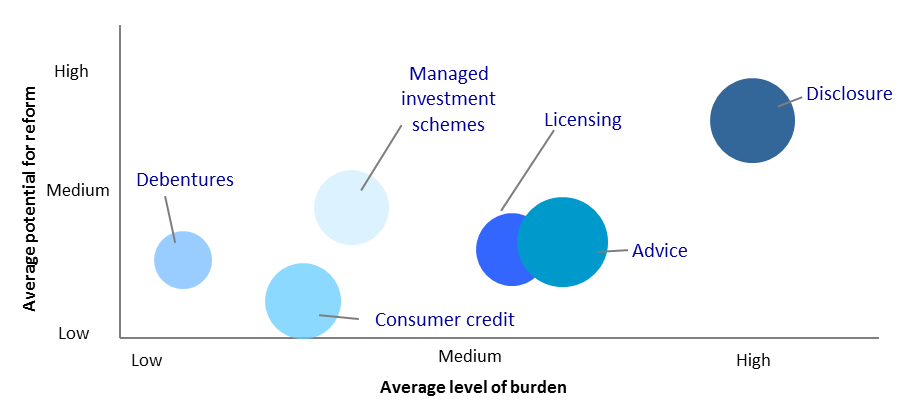 High
Medium
Low
Average potential for reform
Debentures
Managed
investment
schemes
Licensing
Disclosure
Advice
Consumer credit
Low
Medium
High
Average level of burden